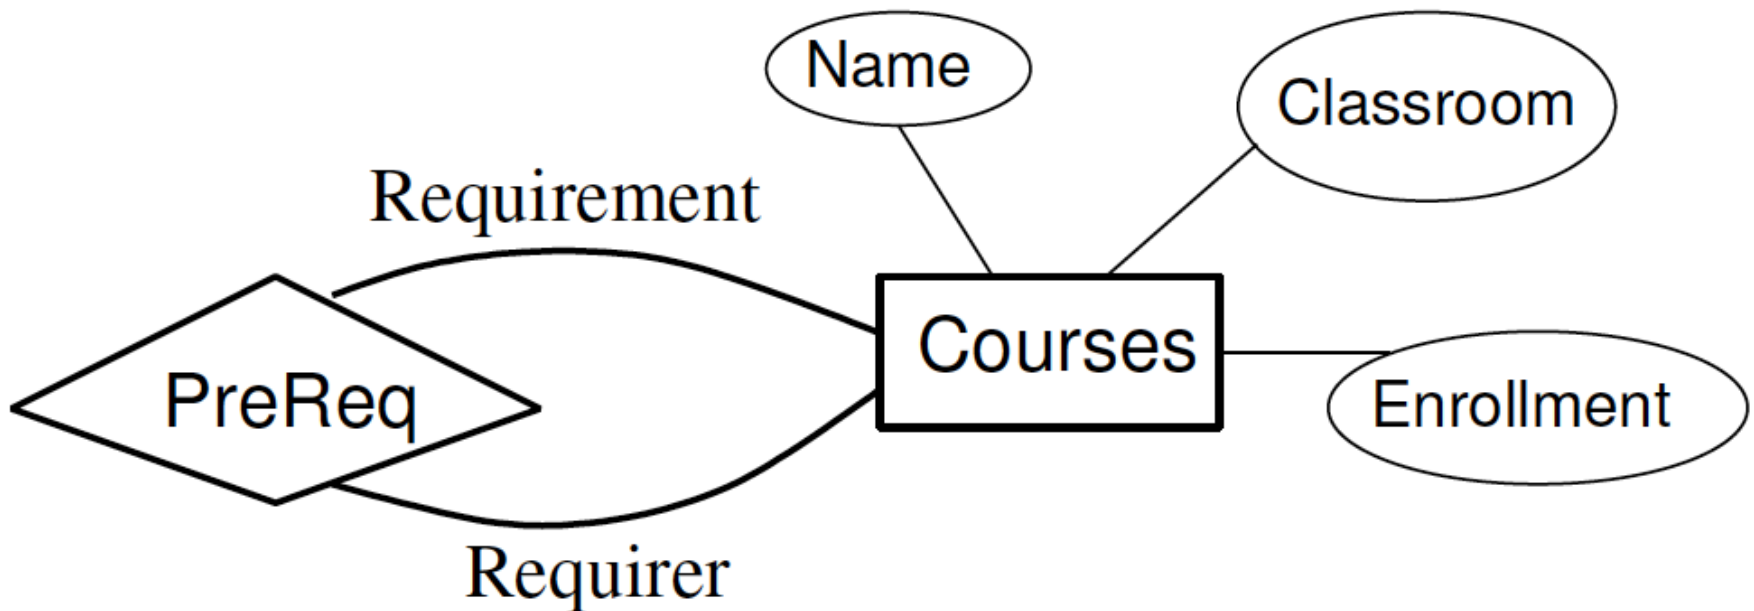 Name
Classroom
Requirement
Courses
PreReq
Enrollment
Requirer